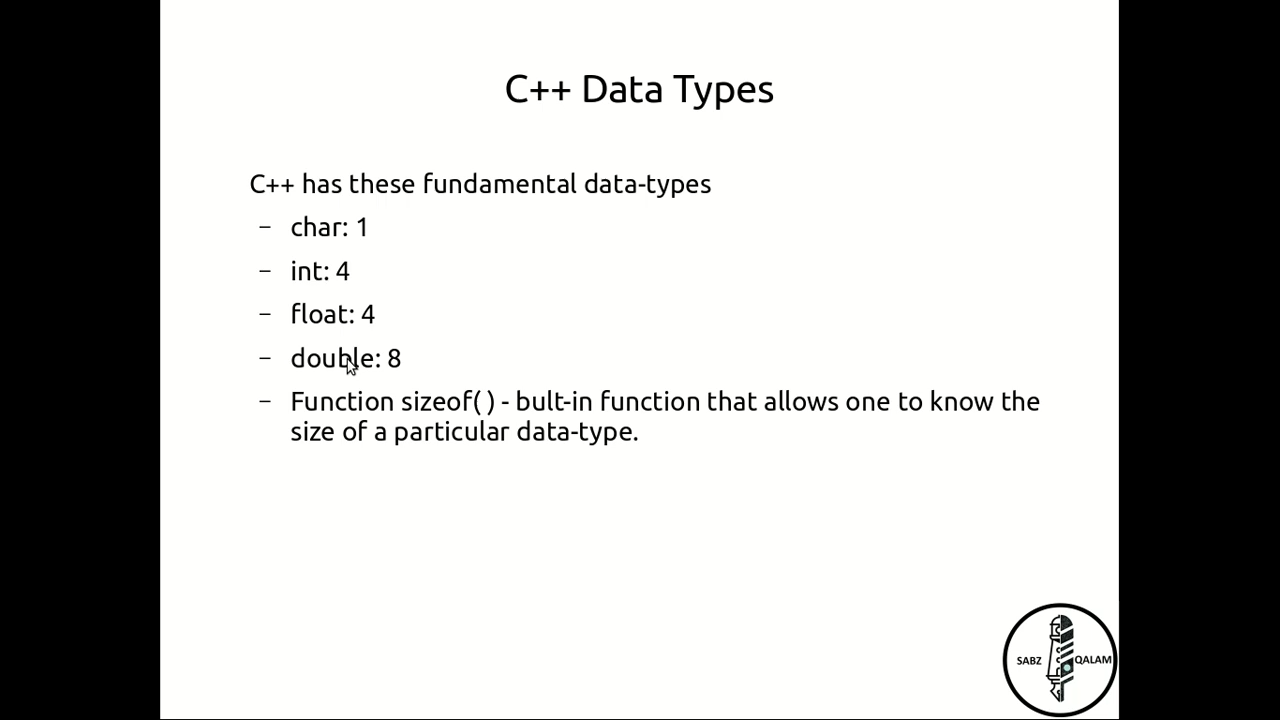 C++ Data Types
C++ has these fundamental data-types
– char: 1
– int: 4
– float: 4
– double: 8
– Function sizeof( ) - bult-in function that allows one to know the
size of a particular data-type.
SABZ QALAM